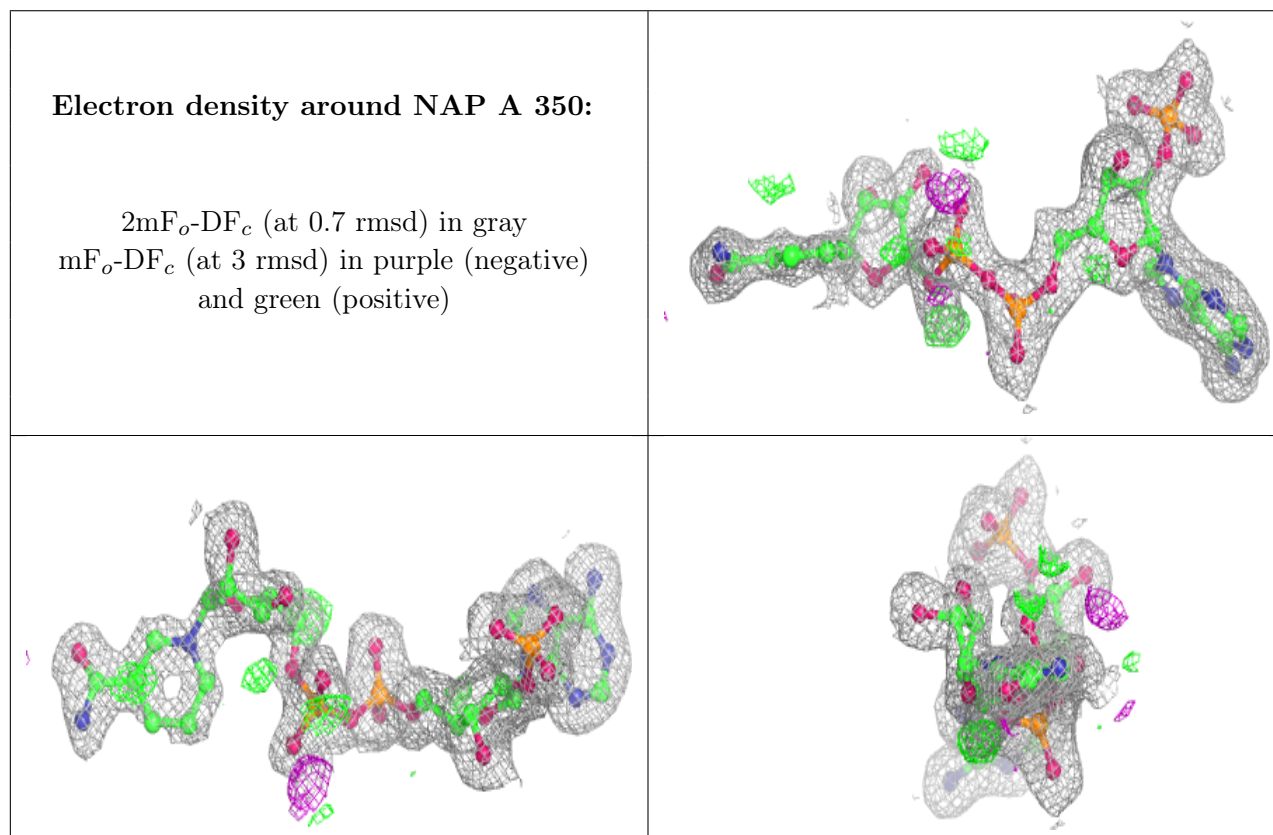 Electron density around NAP A 350:
2mFo-DFc (at 0.7 rmsd) in gray
mFo-DFc (at 3 rmsd) in purple (negative)
and green (positive)